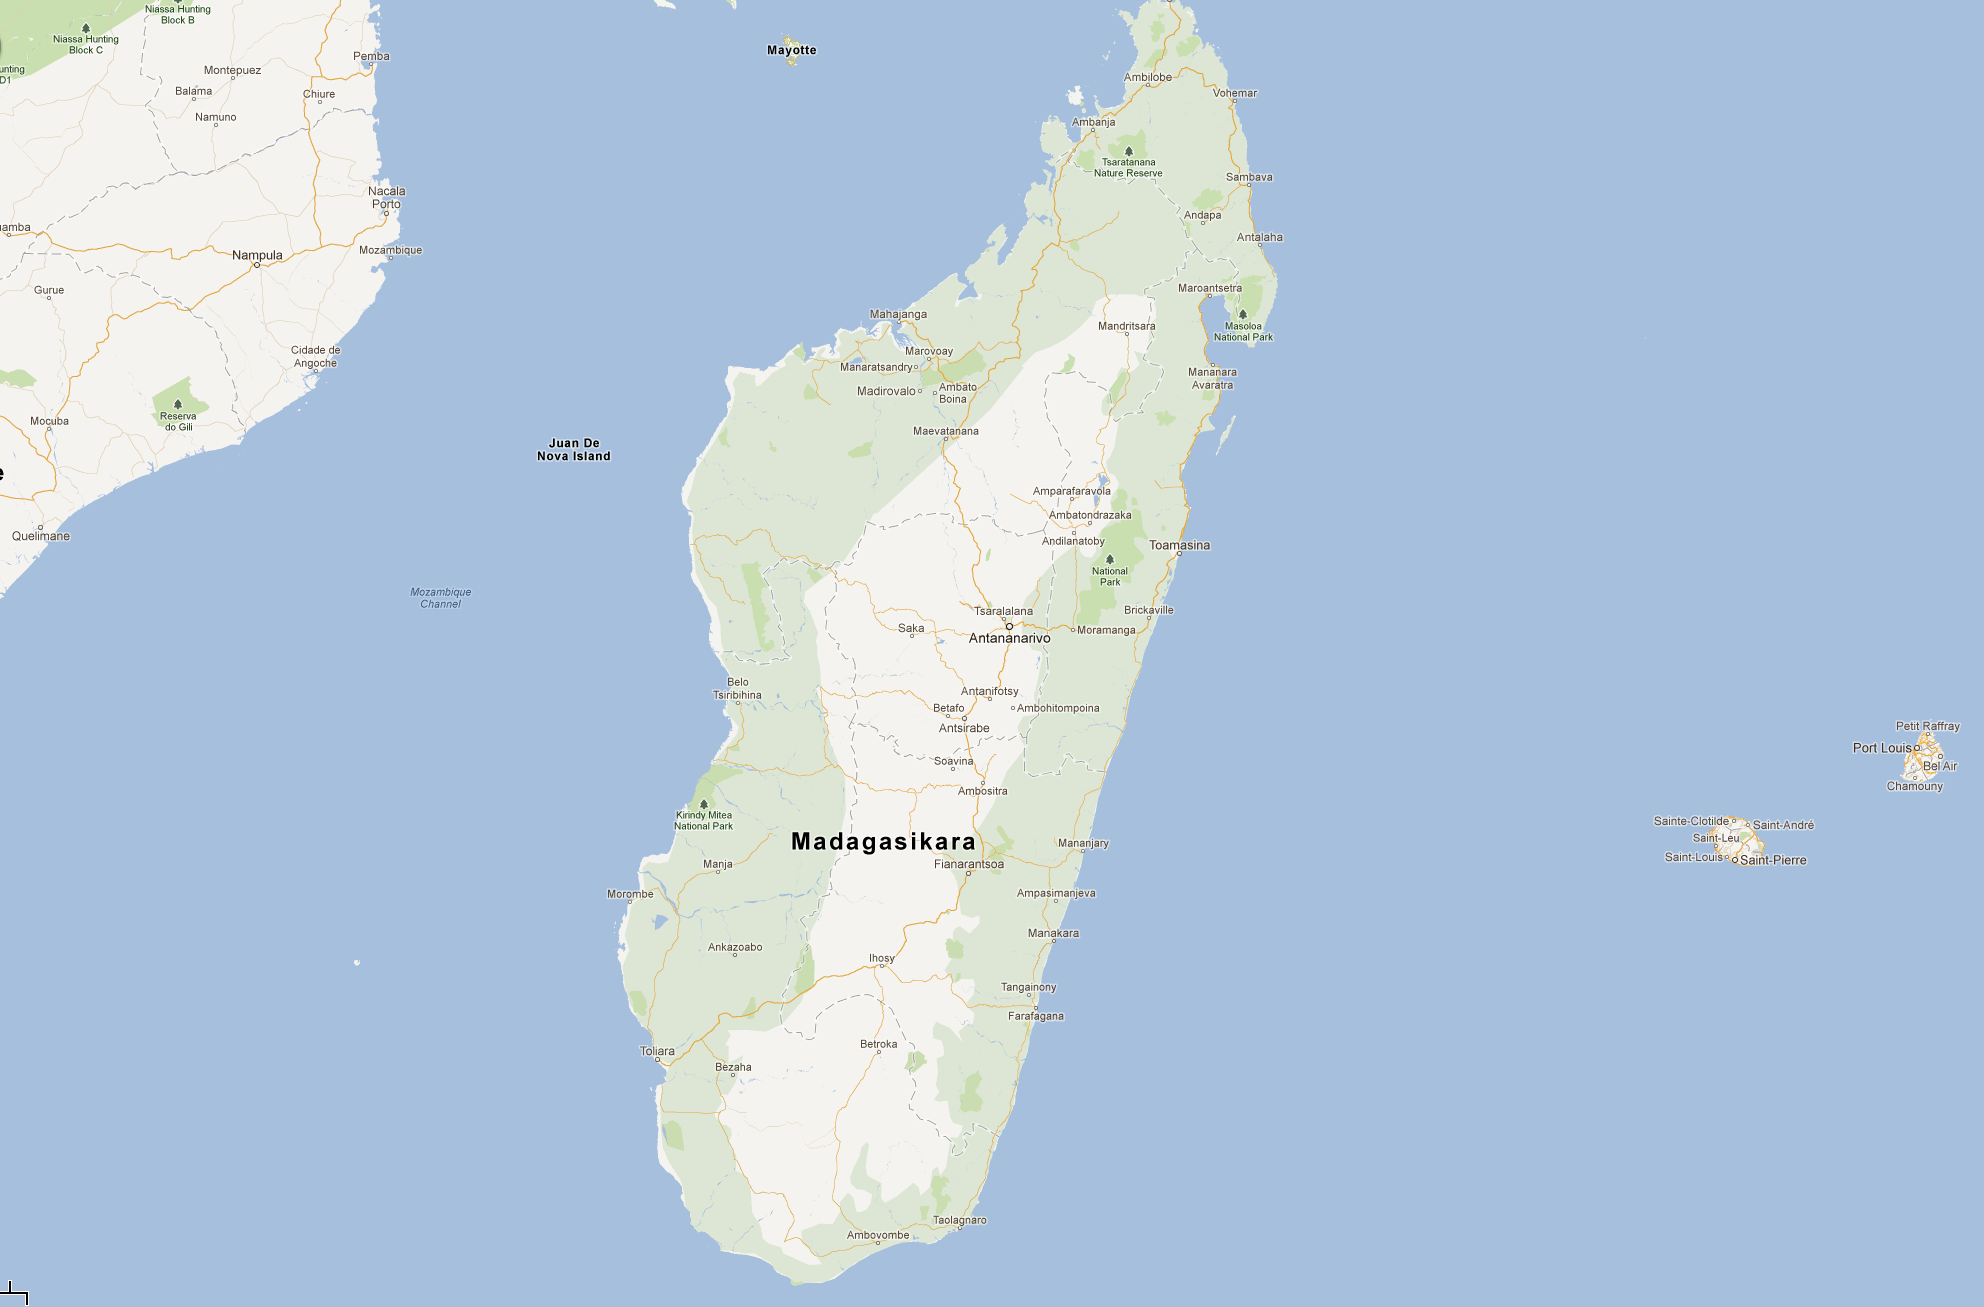 Niassa Hunting
Block B
Niassa Hunting
Block C
unting
D1
Pemba
Montepuez
Balama
Chiure
Namuno
Nacala
Porto
amba
Mozambique
Nampula
Gurue
Cidade de
Angoche
Reserva
do Gili
Mocuba
e
Quelimane
Mozambique
Channel
Mayotte
Juan De
Nova Island
Ambilobe
Vohemar
Ambanja
Tsaratanana
Nature Reserve
Sambava
Andapa
Antalaha
Maroantsetra
Masoloa
National Park
Mahajanga
Mandritsara
Marovoay
Manaratsandry
Mananara
Avaratra
Madirovalo
Ambato
Boina
Maevatanana
Amparafaravola
Ambatondrazaka
Andilanatoby
Toamasina
National
Park
Tsaralalana
Brickaville
Saka
Moramanga
Antananarivo
Belo
Tsiribihina
Antanifotsy
Betafo
Ambohitompoina
Antsirabe
Soavina
Ambositra
Kirindy Mitea
National Park
Madagasikara
Mananjary
Manja
Fianarantsoa
Morombe
Ampasimanjeva
Manakara
Ankazoabo
Ihosy
Tangainony
Farafagana
Toliara
Betroka
Bezaha
Taolagnaro
Ambovombe
Petit Raffray
Port Louis
Bel Air
Chamouny
Sainte-Clotilde
Saint-André
Saint-Leu
Saint-Louis
Saint-Pierre